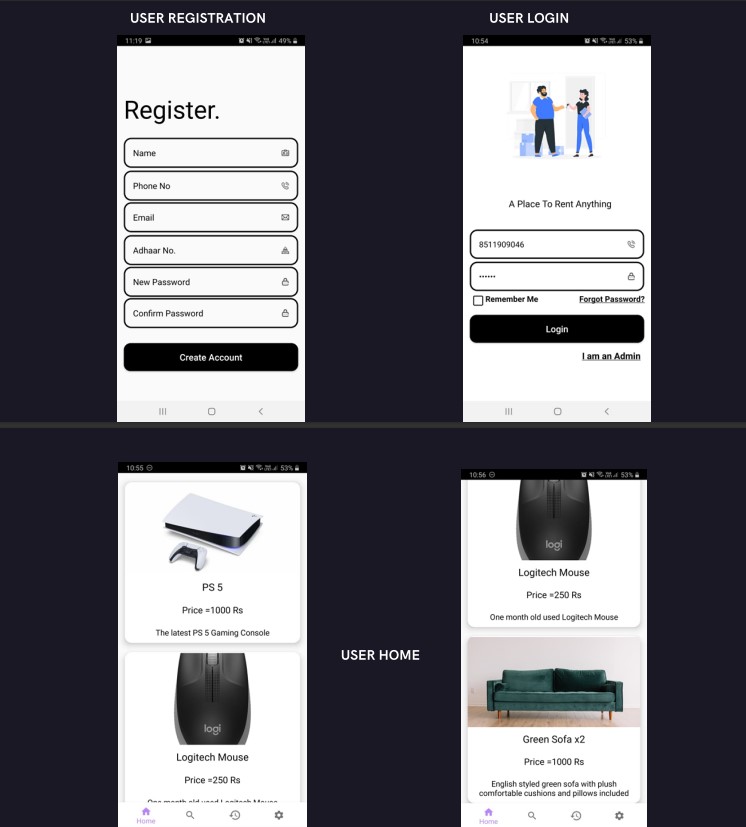 USER REGISTRATION
11:19
49%
Register.
Name
Phone No
Email
Adhaar No.
New Password
Confirm Password
Create Account
USER LOGIN
10:54
53%
A Place To Rent Anything
8511909046
••••••
Remember Me
Forgot Password?
Login
I am an Admin
10:55
53%
PS 5
Price =1000 Rs
The latest PS 5 Gaming Console
logi
Logitech Mouse
Price =250 Rs
One month old used Logitech Mouse
Home
USER HOME
10:56
53%
logi
Logitech Mouse
Price =250 Rs
One month old used Logitech Mouse
Green Sofa x2
Price =1000 Rs
English styled green sofa with plush
comfortable cushions and pillows included
Home